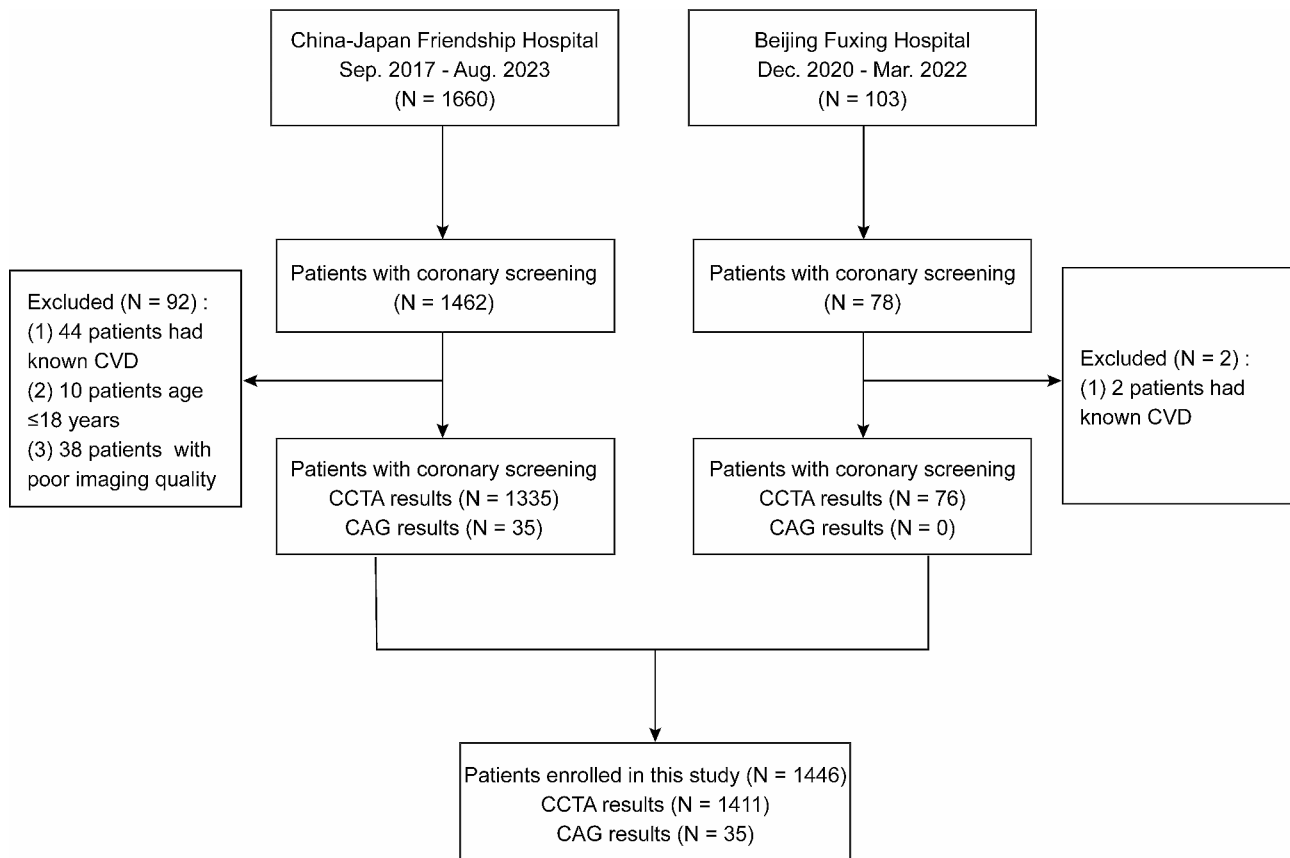 China-Japan Friendship Hospital
Sep. 2017 - Aug. 2023
(N = 1660)
Beijing Fuxing Hospital
Dec. 2020 - Mar. 2022
(N = 103)
Patients with coronary screening
(N = 1462)
Patients with coronary screening
(N = 78)
Excluded (N = 92) :
(1) 44 patients had
known CVD
(2) 10 patients age
≤18 years
(3) 38 patients with
poor imaging quality
Excluded (N = 2) :
(1) 2 patients had
known CVD
Patients with coronary screening
CCTA results (N = 1335)
CAG results (N = 35)
Patients with coronary screening
CCTA results (N = 76)
CAG results (N = 0)
Patients enrolled in this study (N = 1446)
CCTA results (N = 1411)
CAG results (N = 35)